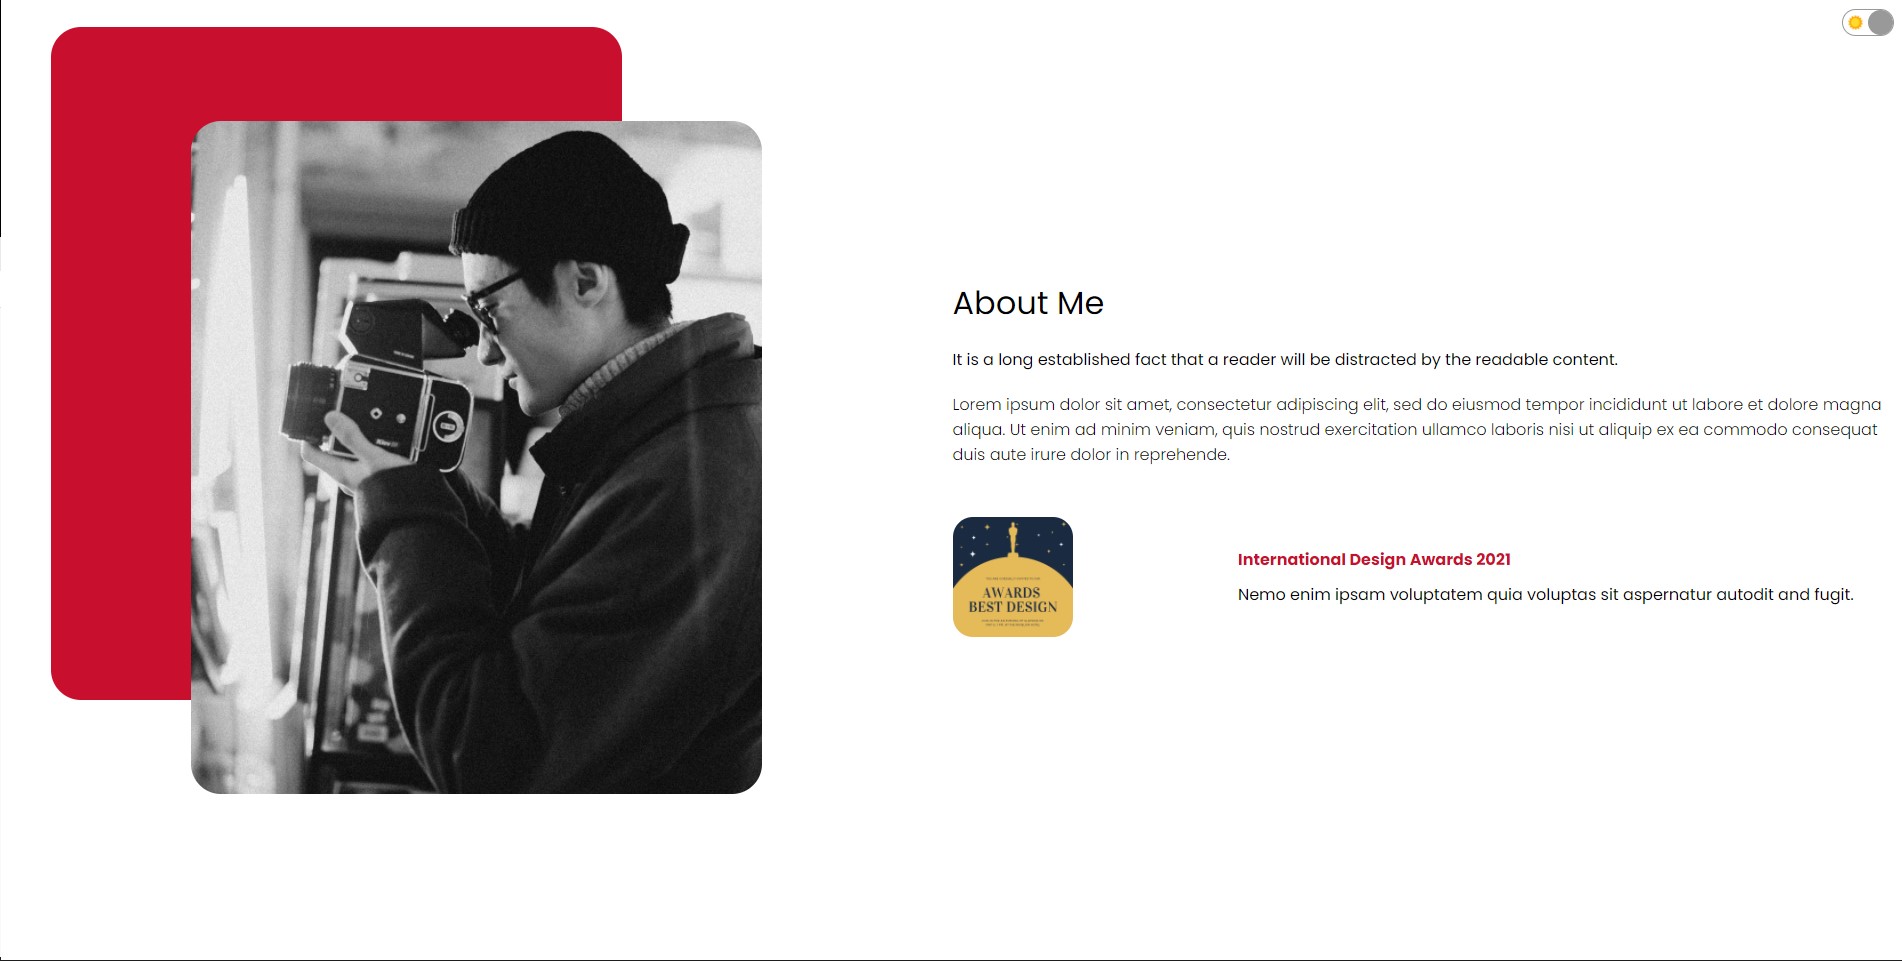 About Me
It is a long established fact that a reader will be distracted by the readable content.
Lorem ipsum dolor sit amet, consectetur adipiscing elit, sed do eiusmod tempor incididunt ut labore et dolore magna
aliqua. Ut enim ad minim veniam, quis nostrud exercitation ullamco laboris nisi ut aliquip ex ea commodo consequat
duis aute irure dolor in reprehende.
AWARDS
BEST DESIGN
International Design Awards 2021
Nemo enim ipsam voluptatem quia voluptas sit aspernatur autodit and fugit.